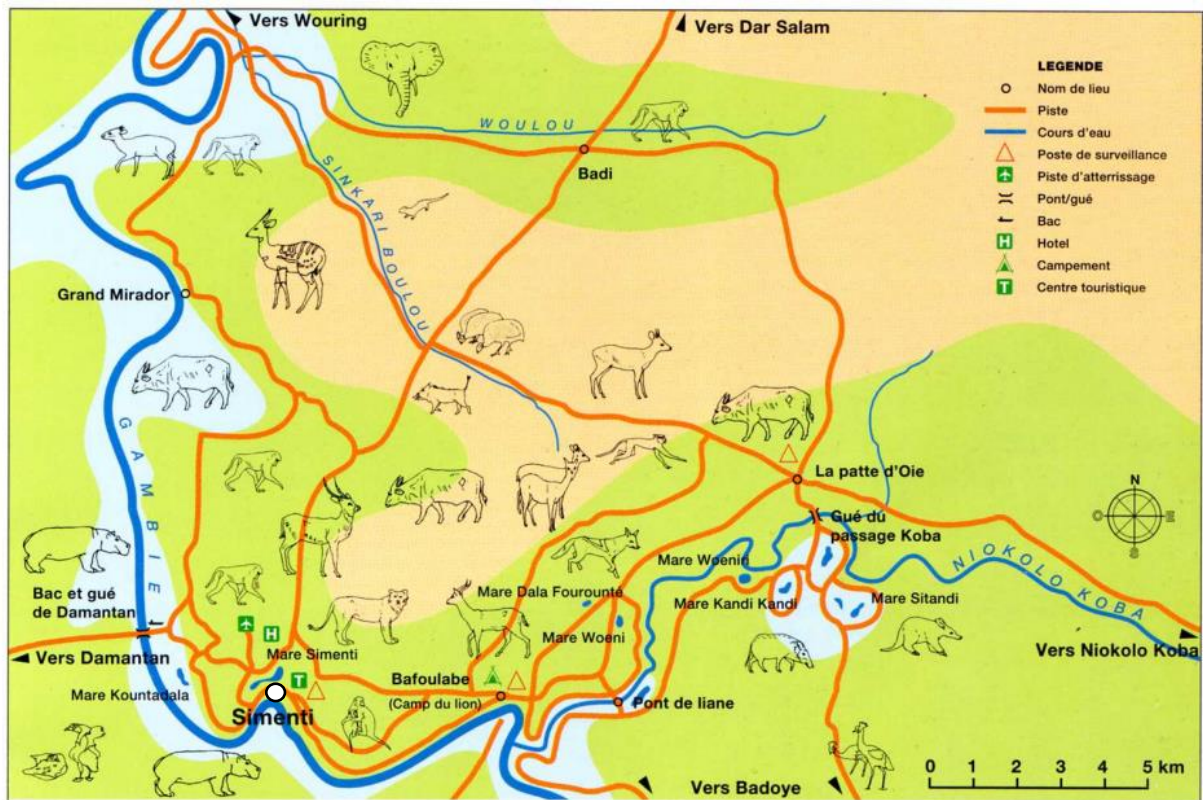 Vers Wouring
Vers Dar Salam
LEGENDE
Nom de lieu
Piste
Cours d'eau
Poste de surveillance
Piste d'atterrissage
Pont/gué
Bac
H Hotel
Campement
T Centre touristique
WOULOU
Badi
SINKARI BOULOU
Grand Mirador
GAMBIE
La patte d'Oie
N
O E
S
Gué du
passage Koba
NIOKOLO KOBA
Mare Woeniri
Mare Dala Fourounté
Mare Kandi Kandi
Mare Sitandi
Bac et gué
de Damantan
H
Mare Woeni
Mare Simenti
Vers Damantan
Vers Niokolo Koba
T
Bafoulabe
(Camp du lion)
Mare Kountadala
Pont de liane
Simenti
0 1 2 3 4 5 km
Vers Badoye